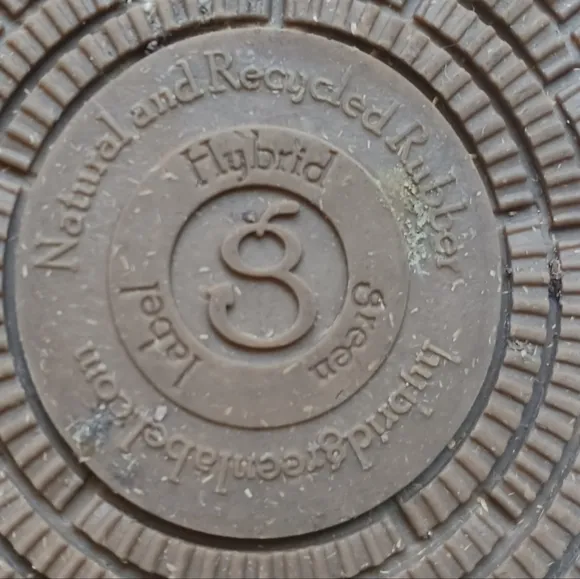 Natural and Recycled Rubber
hybridgreenlabel.com
Hybrid
green
label
g